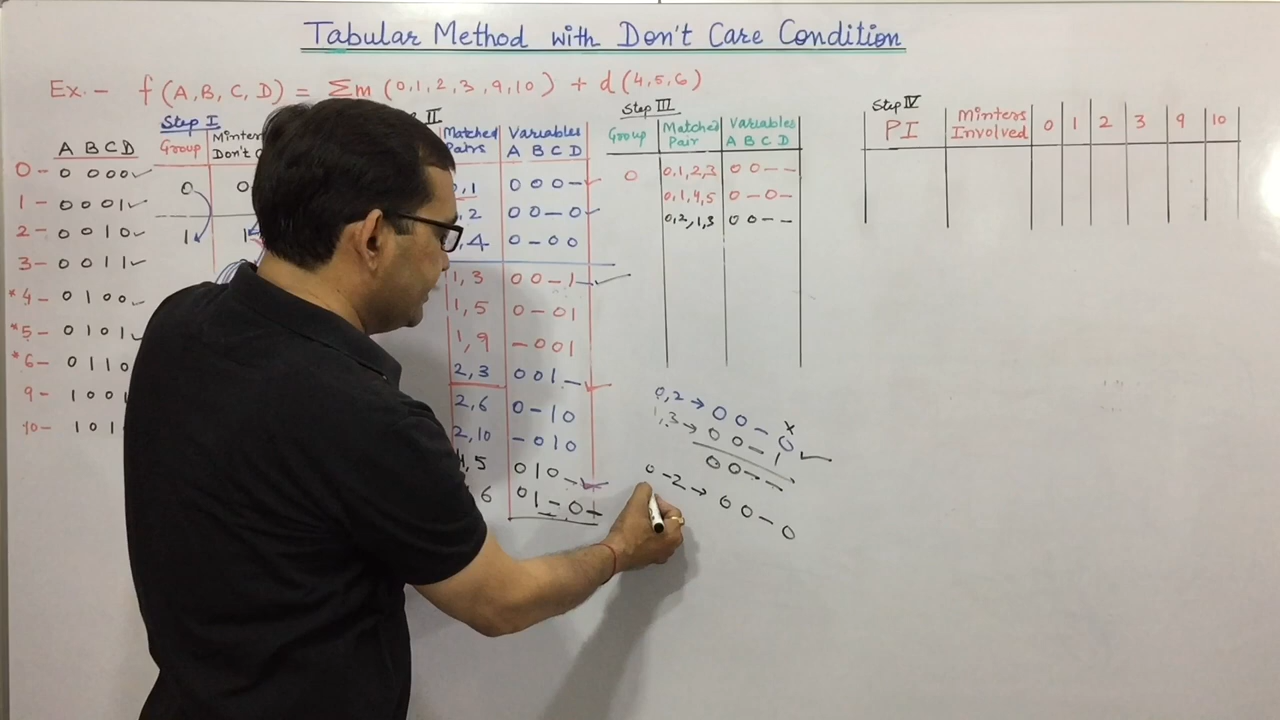 Tabular Method with Don't Care Condition
Ex.- f(A,B,C,D) = Σm (0,1,2,3,9,10) + d(4,5,6)
A B C D
0- 0 0 0 0 ✓
1- 0 0 0 1 ✓
2- 0 0 1 0 ✓
3- 0 0 1 1 ✓
*4- 0 1 0 0 ✓
*5- 0 1 0 1 ✓
*6- 0 1 1 0
9- 1 0 0
10- 1 0 1
Step I
Group
0
1
II
Matched
Variables
A B C D
,1 0 0 0 - ✓
,2 0 0 - 0 ✓
,4 0 - 0 0
1,3 0 0 - 1 ✓
1,5 0 - 0 1
1,9 - 0 0 1
2,3 0 0 1 - ✓
2,6 0 - 1 0
2,10 - 0 1 0
4,5 0 1 0 - ✓
6 0 1 - 0
Step III
Group Matched Pair Variables A B C D
0 0,1,2,3 0 0 - -
0,1,4,5 0 - 0 -
0,2,1,3 0 0 - -
0,2 → 0 0 - 0
x
1,3 → 0 0 - 1 ✓
0 0 - -
0-2 → 0 0 - 0
Step IV
PI Minters Involved 0 1 2 3 9 10